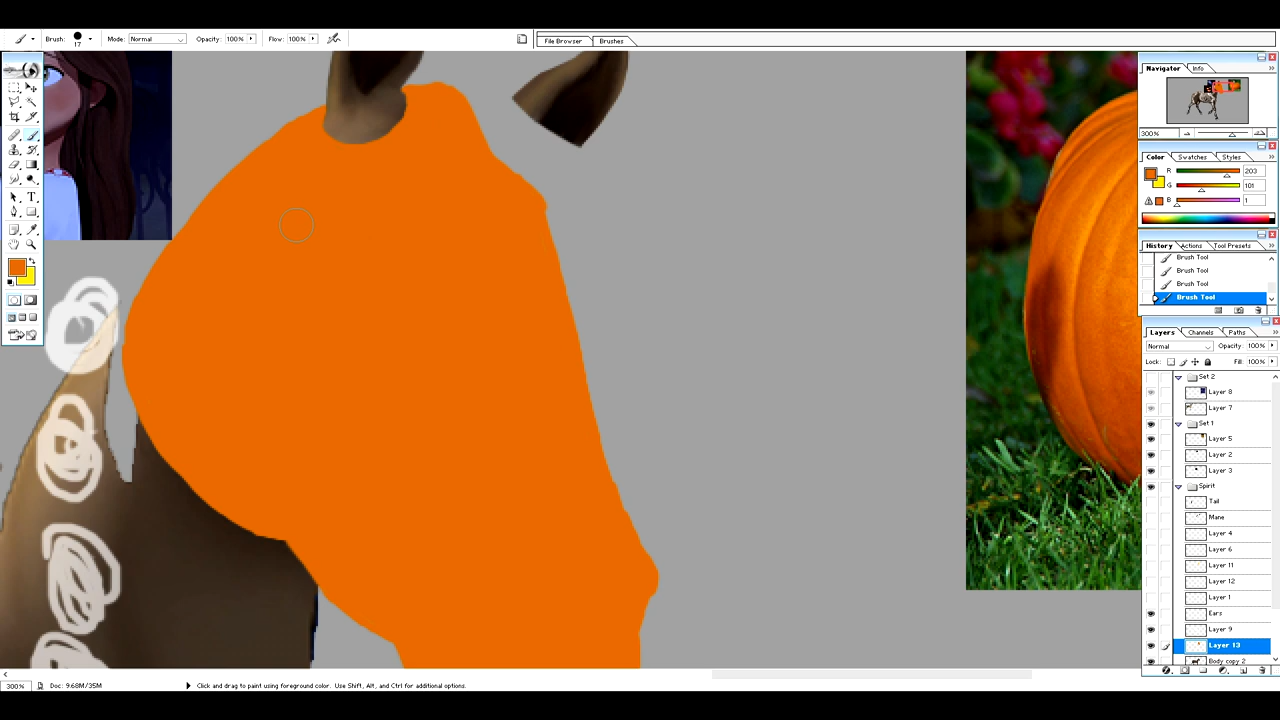 Brush: 17 Mode: Normal Opacity: 100% Flow: 100% File Browser Brushes
Navigator Info
300%
Color Swatches Styles
R 203
G 101
B 1
History Actions Tool Presets
Brush Tool
Brush Tool
Brush Tool
Brush Tool
Layers Channels Paths
Normal Opacity: 100%
Lock: Fill: 100%
Set 2
Layer 8
Layer 7
Set 1
Layer 5
Layer 2
Layer 3
Spirit
Tail
Mane
Layer 4
Layer 6
Layer 11
Layer 12
Layer 1
Ears
Layer 9
Layer 13
Body copy 2
300% Doc: 9.68M/35M Click and drag to paint using foreground color. Use Shift, Alt, and Ctrl for additional options.